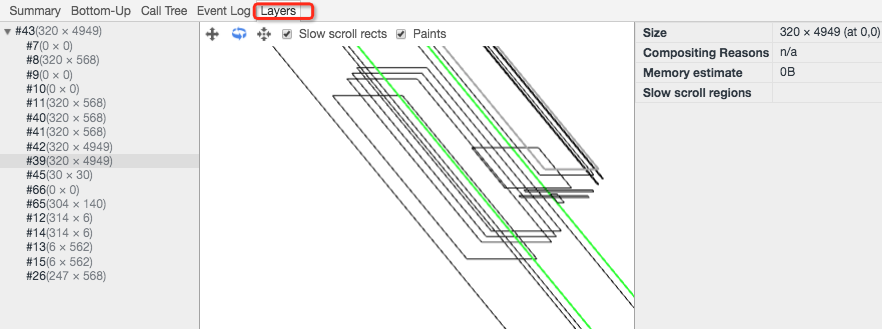 Summary Bottom-Up Call Tree Event Log Layers
#43(320 × 4949)
#7(0 × 0)
#8(320 × 568)
#9(0 × 0)
#10(0 × 0)
#11(320 × 568)
#40(320 × 568)
#41(320 × 568)
#42(320 × 4949)
#39(320 × 4949)
#45(30 × 30)
#66(0 × 0)
#65(304 × 140)
#12(314 × 6)
#14(314 × 6)
#13(6 × 562)
#15(6 × 562)
#26(247 × 568)
Slow scroll rects Paints
Size 320 × 4949 (at 0,0)
Compositing Reasons n/a
Memory estimate 0B
Slow scroll regions